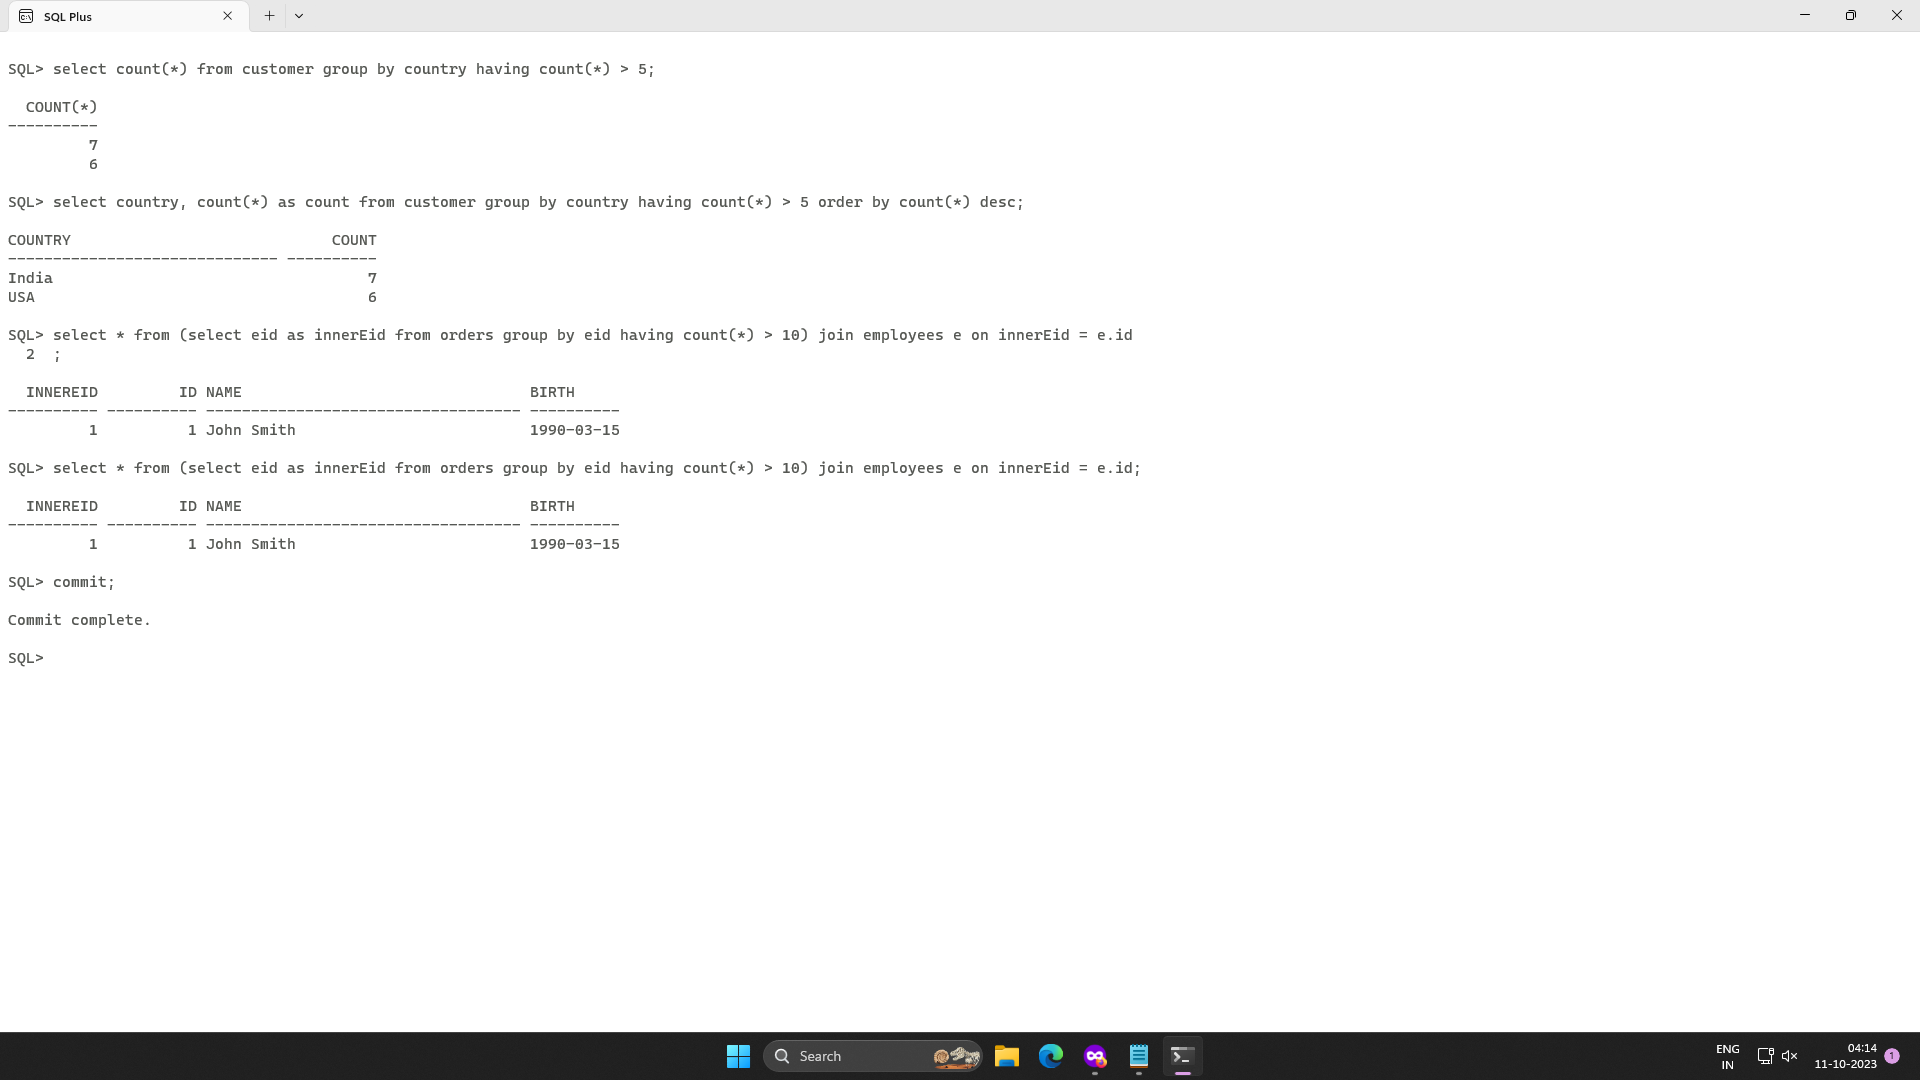 SQL Plus
SQL> select count(*) from customer group by country having count(*) > 5;
  COUNT(*)
----------
         7
         6
SQL> select country, count(*) as count from customer group by country having count(*) > 5 order by count(*) desc;
COUNTRY                             COUNT
------------------------------ ----------
India                                   7
USA                                     6
SQL> select * from (select eid as innerEid from orders group by eid having count(*) > 10) join employees e on innerEid = e.id
  2  ;
  INNEREID         ID NAME                                BIRTH
---------- ---------- ----------------------------------- ----------
         1          1 John Smith                          1990-03-15
SQL> select * from (select eid as innerEid from orders group by eid having count(*) > 10) join employees e on innerEid = e.id;
  INNEREID         ID NAME                                BIRTH
---------- ---------- ----------------------------------- ----------
         1          1 John Smith                          1990-03-15
SQL> commit;
Commit complete.
SQL>
Search
ENG
IN
04:14
11-10-2023
1